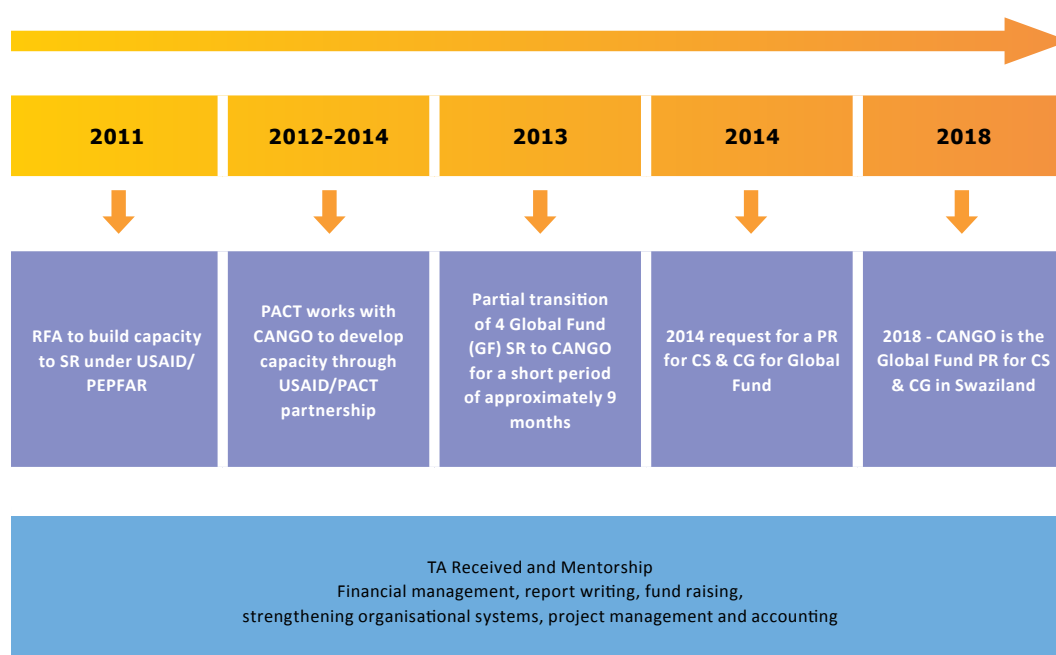 2011
2012-2014
2013
2014
2018
RFA to build capacity
to SR under USAID/
PEPFAR
PACT works with
CANGO to develop
capacity through
USAID/PACT
partnership
Partial transition
of 4 Global Fund
(GF) SR to CANGO
for a short period
of approximately 9
months
2014 request for a PR
for CS & CG for Global
Fund
2018 - CANGO is the
Global Fund PR for CS
& CG in Swaziland
TA Received and Mentorship
Financial management, report writing, fund raising,
strengthening organisational systems, project management and accounting